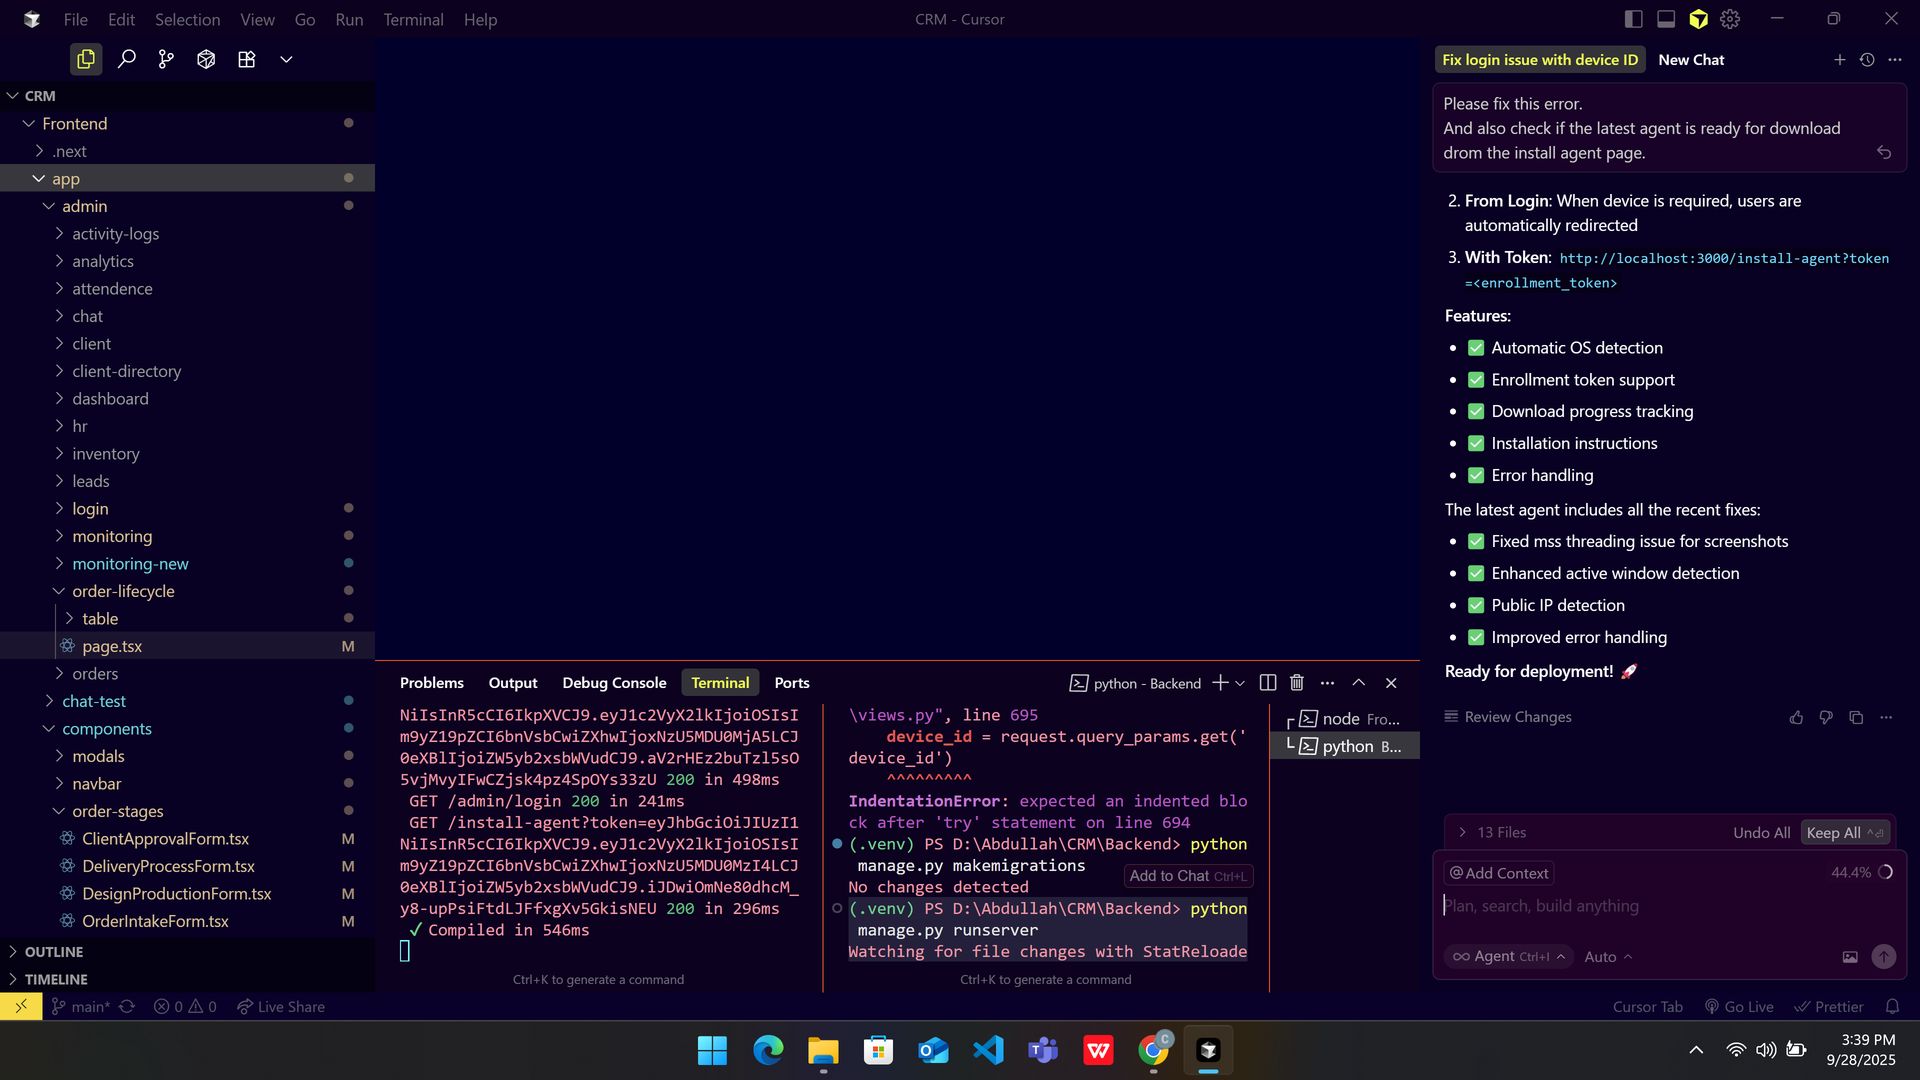 File Edit Selection View Go Run Terminal Help
CRM - Cursor
CRM
Frontend
.next
app
admin
activity-logs
analytics
attendence
chat
client
client-directory
dashboard
hr
inventory
leads
login
monitoring
monitoring-new
order-lifecycle
table
page.tsx M
orders
chat-test
components
modals
navbar
order-stages
ClientApprovalForm.tsx M
DeliveryProcessForm.tsx M
DesignProductionForm.tsx M
OrderIntakeForm.tsx M
OUTLINE
TIMELINE
Problems Output Debug Console Terminal Ports
python - Backend
NiIsInR5cCI6IkpXVCJ9.eyJ1c2VyX2lkIjoiOSIsI
m9yZ19pZCI6bnVsbCwiZXhwIjoxNzU5MDU0MjA5LCJ
0eXBlIjoiZW5yb2xsbWVudCJ9.aV2rHEz2buTzl5sO
5vjMvyIFwCZjsk4pz4SpOYs33zU 200 in 498ms
GET /admin/login 200 in 241ms
GET /install-agent?token=eyJhbGciOiJIUzI1
NiIsInR5cCI6IkpXVCJ9.eyJ1c2VyX2lkIjoiOSIsI
m9yZ19pZCI6bnVsbCwiZXhwIjoxNzU5MDU0MzI4LCJ
0eXBlIjoiZW5yb2xsbWVudCJ9.iJDwiOmNe80dhcM_
y8-upPsiFtdLJFfxgXv5GkisNEU 200 in 296ms
✓ Compiled in 546ms
Ctrl+K to generate a command
\views.py", line 695
device_id = request.query_params.get('
device_id')
^^^^^^^^^
IndentationError: expected an indented blo
ck after 'try' statement on line 694
(.venv) PS D:\Abdullah\CRM\Backend> python
manage.py makemigrations
Add to Chat Ctrl+L
No changes detected
(.venv) PS D:\Abdullah\CRM\Backend> python
manage.py runserver
Watching for file changes with StatReloade
Ctrl+K to generate a command
node Fro...
python B...
Fix login issue with device ID New Chat
Please fix this error.
And also check if the latest agent is ready for download
drom the install agent page.
2. From Login: When device is required, users are
automatically redirected
3. With Token: http://localhost:3000/install-agent?token
=<enrollment_token>
Features:
• ✅ Automatic OS detection
• ✅ Enrollment token support
• ✅ Download progress tracking
• ✅ Installation instructions
• ✅ Error handling
The latest agent includes all the recent fixes:
• ✅ Fixed mss threading issue for screenshots
• ✅ Enhanced active window detection
• ✅ Public IP detection
• ✅ Improved error handling
Ready for deployment! 🚀
Review Changes
13 Files Undo All Keep All
@ Add Context 44.4%
Plan, search, build anything
Agent Ctrl+I Auto
main* 0 0 Live Share
Cursor Tab Go Live Prettier
3:39 PM
9/28/2025